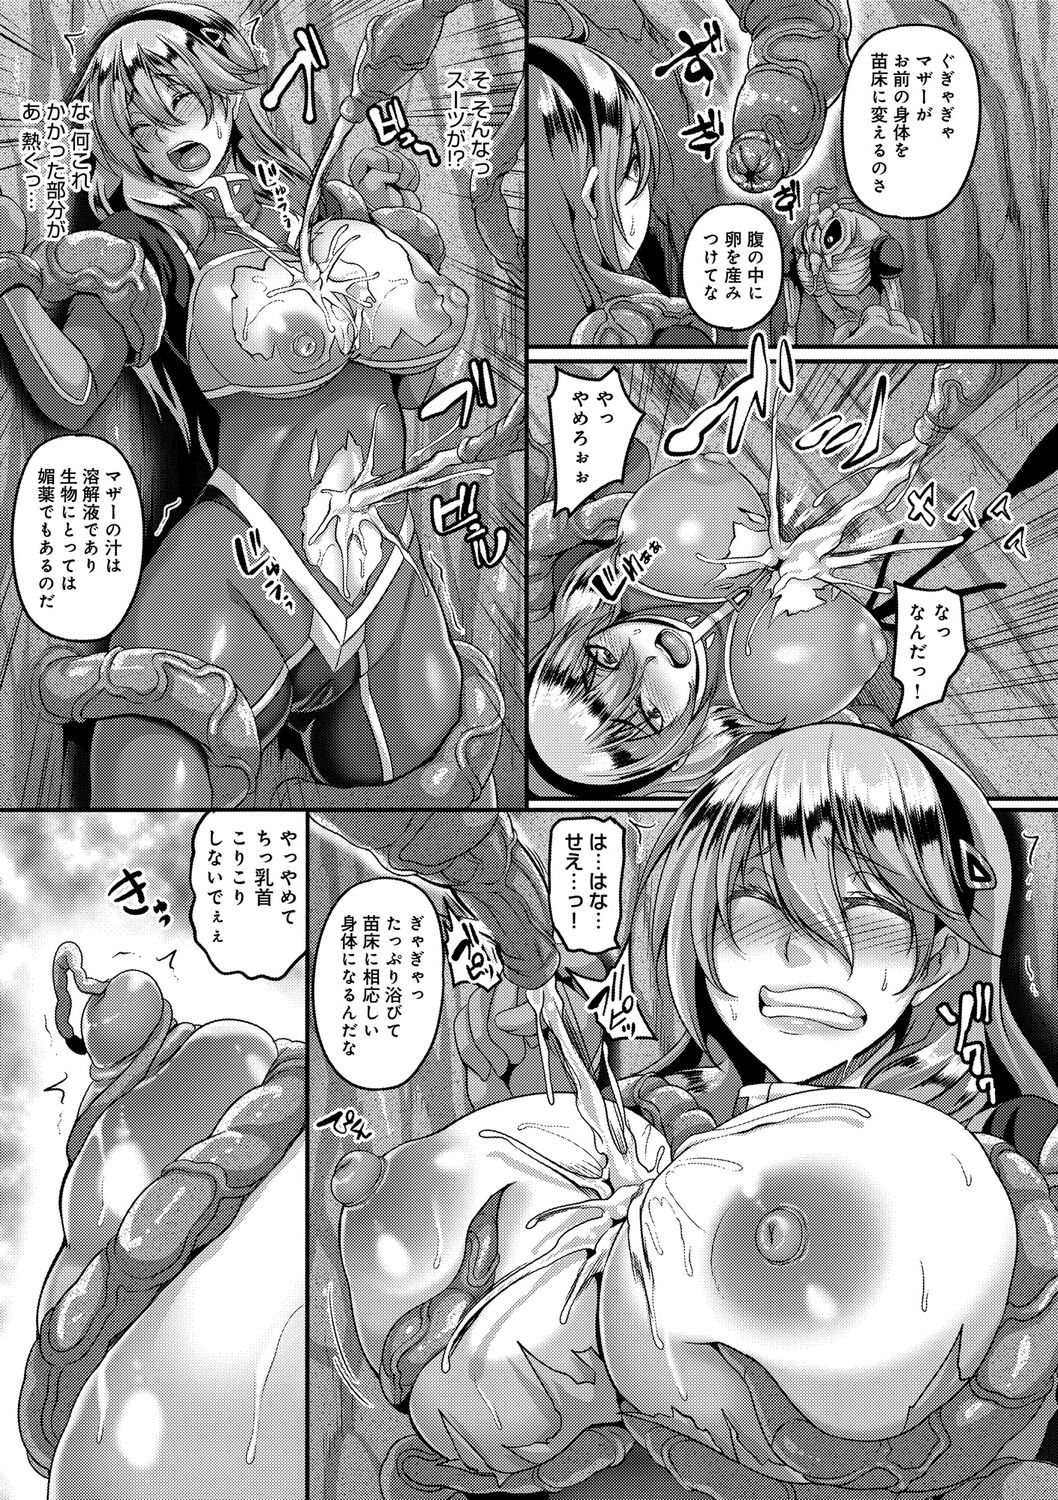 ぐぎゃぎゃ
マザーが
お前の身体を
苗床に変えるのさ
腹の中に
卵を産み
つけてな
やっ
やめろぉぉ
なっ
なんだっ!
そ そんなっ
スーツが!?
な 何これ
かかった部分が
あ 熱くっ…
マザーの汁は
溶解液であり
生物にとっては
媚薬でもあるのだ
は…はな…
せえ…っ!
ぎゃぎゃっ
たっぷり浴びて
苗床に相応しい
身体になるんだな
やっやめて
ちっ乳首
こりこり
しないでぇぇ